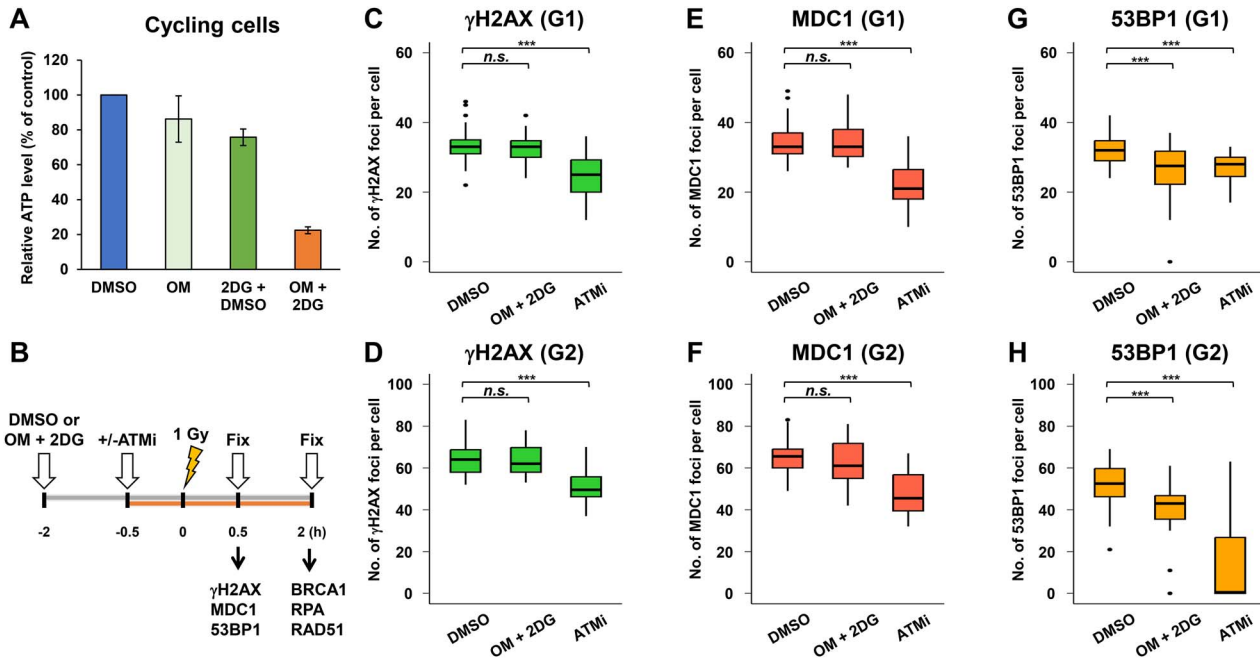 A
Cycling cells
Relative ATP level (% of control)
120
100
80
60
40
20
0
DMSO
OM
2DG +
DMSO
OM +
2DG
B
DMSO or
OM + 2DG
+/-ATMi
1 Gy
Fix
Fix
-2
-0.5
0
0.5
2 (h)
γH2AX
MDC1
53BP1
BRCA1
RPA
RAD51
C
γH2AX (G1)
No. of γH2AX foci per cell
60
40
20
0
***
n.s.
DMSO
OM + 2DG
ATMi
D
γH2AX (G2)
No. of γH2AX foci per cell
100
80
60
40
20
0
***
n.s.
DMSO
OM + 2DG
ATMi
E
MDC1 (G1)
No. of MDC1 foci per cell
60
40
20
0
***
n.s.
DMSO
OM + 2DG
ATMi
F
MDC1 (G2)
No. of MDC1 foci per cell
100
80
60
40
20
0
***
n.s.
DMSO
OM + 2DG
ATMi
G
53BP1 (G1)
No. of 53BP1 foci per cell
60
40
20
0
***
***
DMSO
OM + 2DG
ATMi
H
53BP1 (G2)
No. of 53BP1 foci per cell
100
80
60
40
20
0
***
***
DMSO
OM + 2DG
ATMi